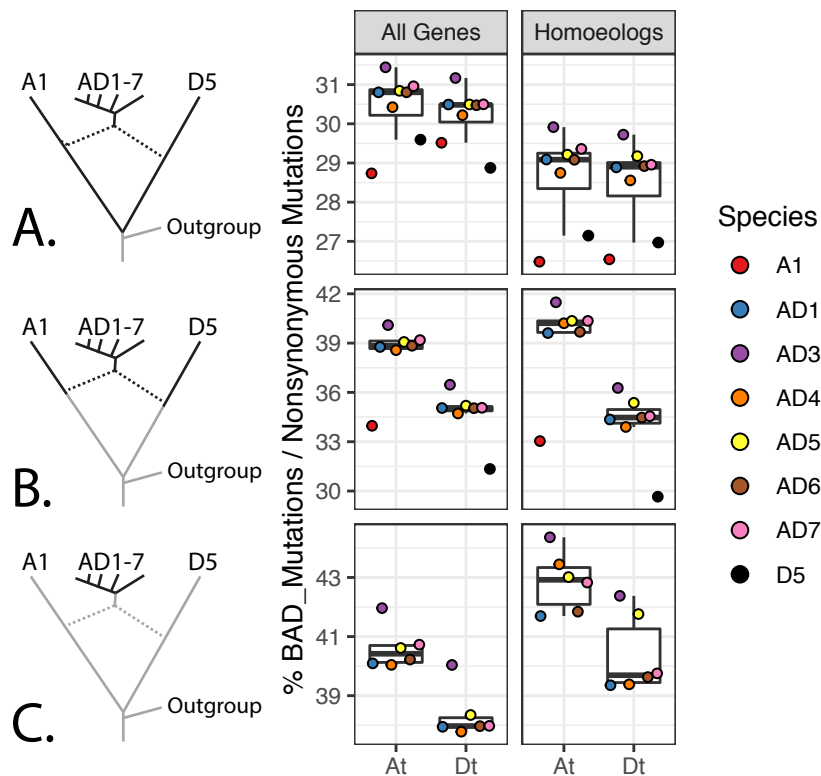 All Genes
Homoeologs
A1
AD1-7
D5
Outgroup
A.
31
30
29
28
27
% BAD_Mutations / Nonsynonymous Mutations
A1
AD1-7
D5
Outgroup
B.
42
39
36
33
30
A1
AD1-7
D5
Outgroup
C.
43
41
39
At
Dt
At
Dt
Species
A1
AD1
AD3
AD4
AD5
AD6
AD7
D5